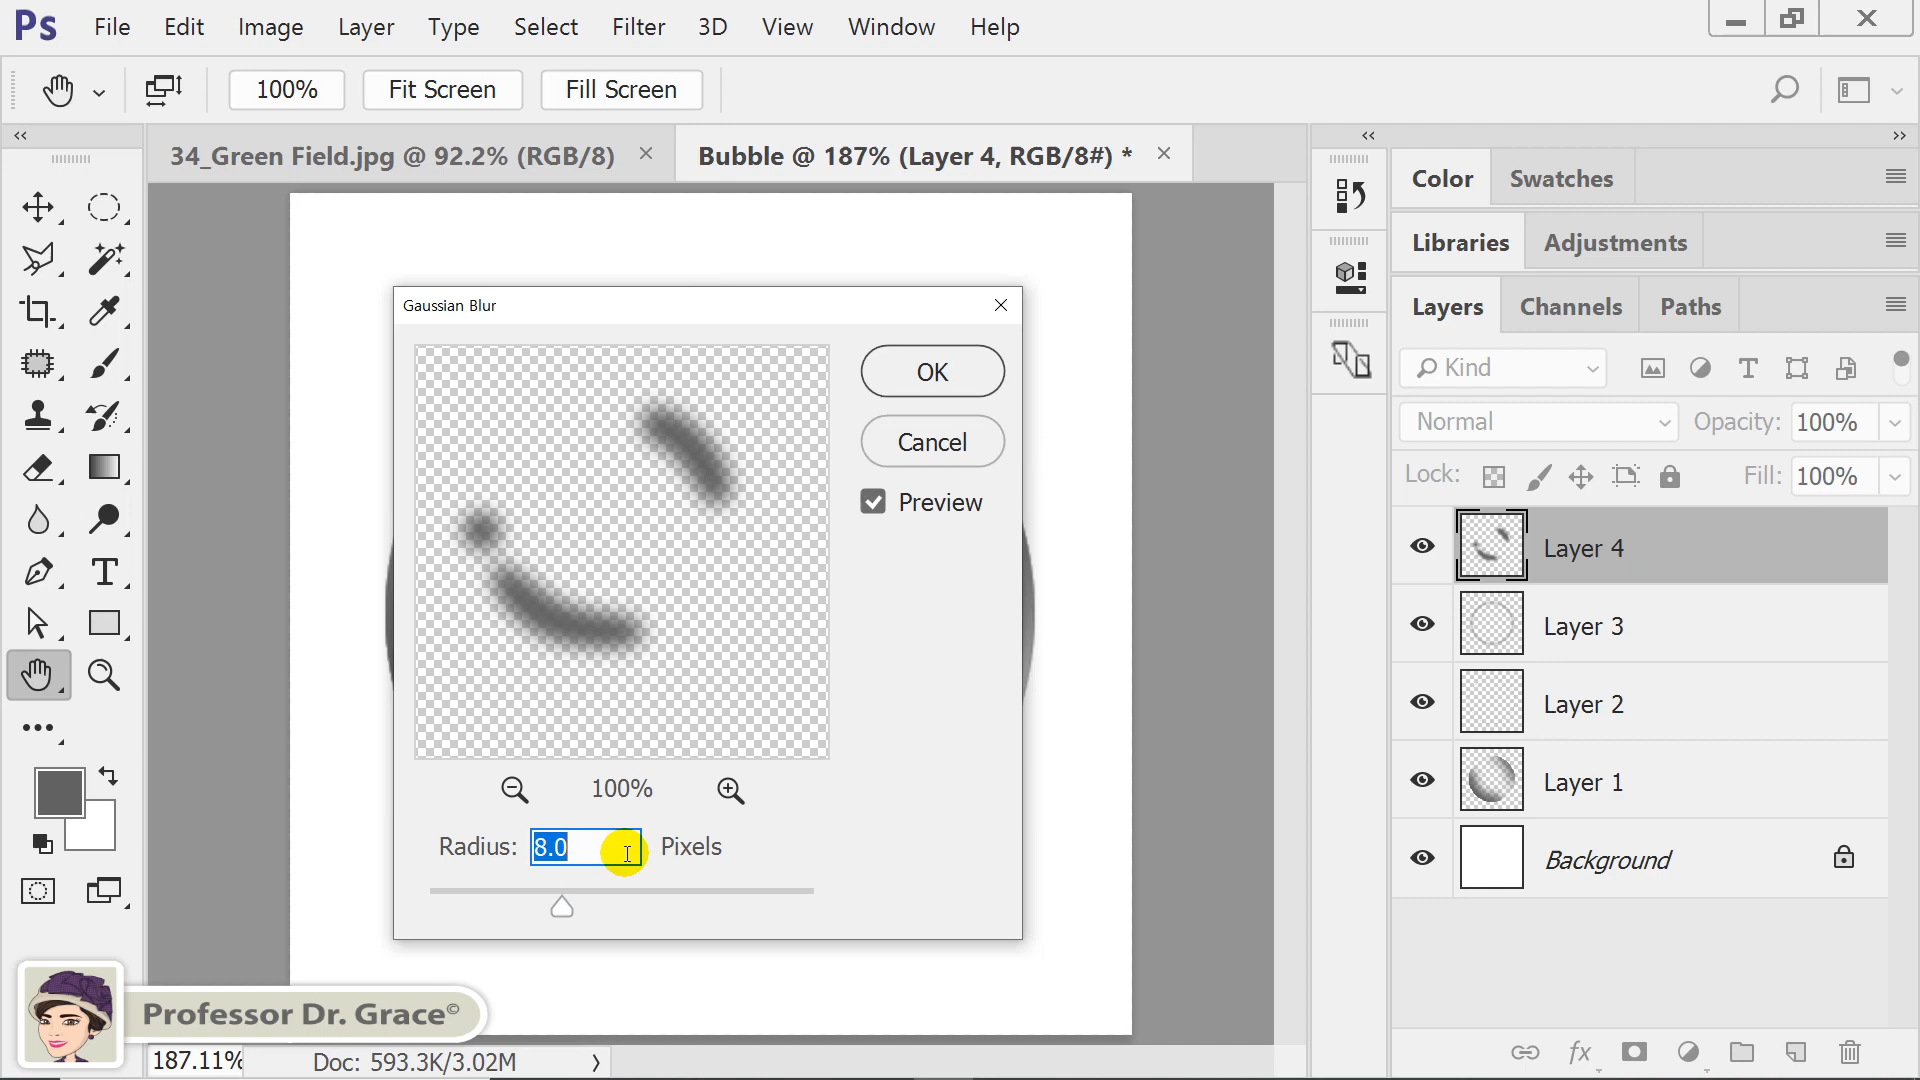 Ps File Edit Image Layer Type Select Filter 3D View Window Help
100% Fit Screen Fill Screen
34_Green Field.jpg @ 92.2% (RGB/8) Bubble @ 187% (Layer 4, RGB/8#) *
Color Swatches
Libraries Adjustments
Layers Channels Paths
Kind
Normal Opacity: 100%
Lock: Fill: 100%
Layer 4
Layer 3
Layer 2
Layer 1
Background
Gaussian Blur
OK
Cancel
Preview
100%
Radius: 8.0 Pixels
Professor Dr. Grace©
187.11% Doc: 593.3K/3.02M
fx